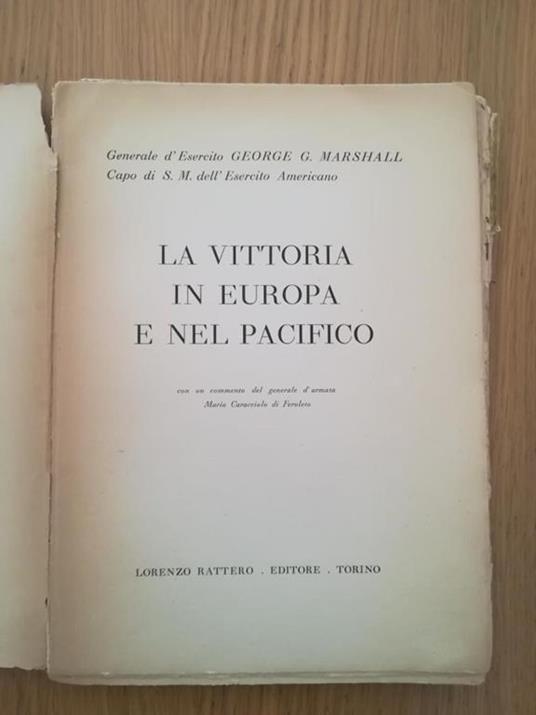 Generale d'Esercito GEORGE G. MARSHALL
Capo di S. M. dell'Esercito Americano
LA VITTORIA
IN EUROPA
E NEL PACIFICO
con un commento del generale d'armata
Mario Caracciolo di Feroleto
LORENZO RATTERO . EDITORE . TORINO